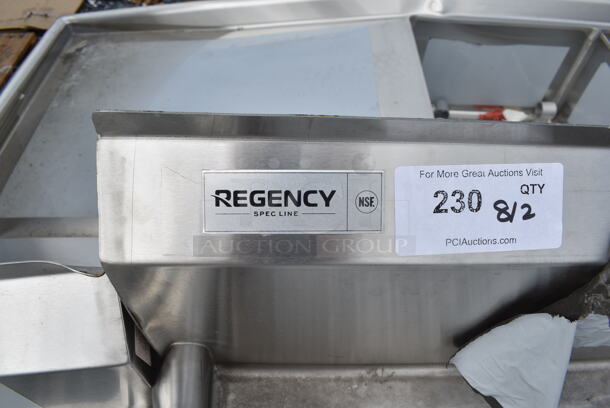 REGENCY
SPEC LINE
NSF
For More Great Auctions Visit
230
QTY
8/2
PCIAuctions.com
AUCTION GROUP